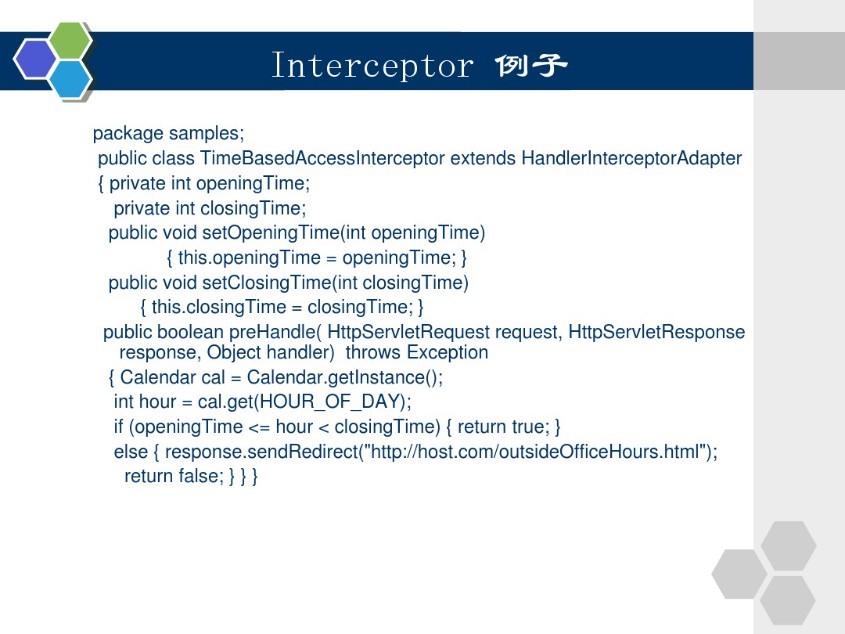 Interceptor 例子
package samples;
public class TimeBasedAccessInterceptor extends HandlerInterceptorAdapter
{ private int openingTime;
private int closingTime;
public void setOpeningTime(int openingTime)
{ this.openingTime = openingTime; }
public void setClosingTime(int closingTime)
{ this.closingTime = closingTime; }
public boolean preHandle( HttpServletRequest request, HttpServletResponse
response, Object handler)  throws Exception
{ Calendar cal = Calendar.getInstance();
int hour = cal.get(HOUR_OF_DAY);
if (openingTime <= hour < closingTime) { return true; }
else { response.sendRedirect("http://host.com/outsideOfficeHours.html");
return false; } } }